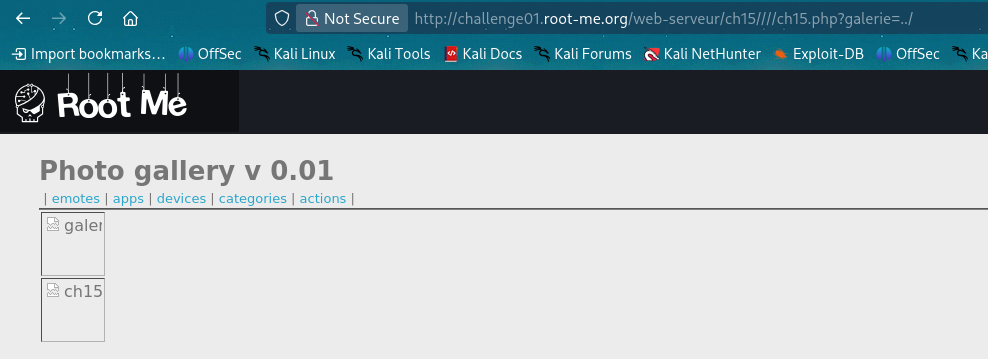 Not Secure http://challenge01.root-me.org/web-serveur/ch15////ch15.php?galerie=../
Import bookmarks… OffSec Kali Linux Kali Tools Kali Docs Kali Forums Kali NetHunter Exploit-DB OffSec Ka
Root Me
Photo gallery v 0.01
| emotes | apps | devices | categories | actions |
galer
ch15